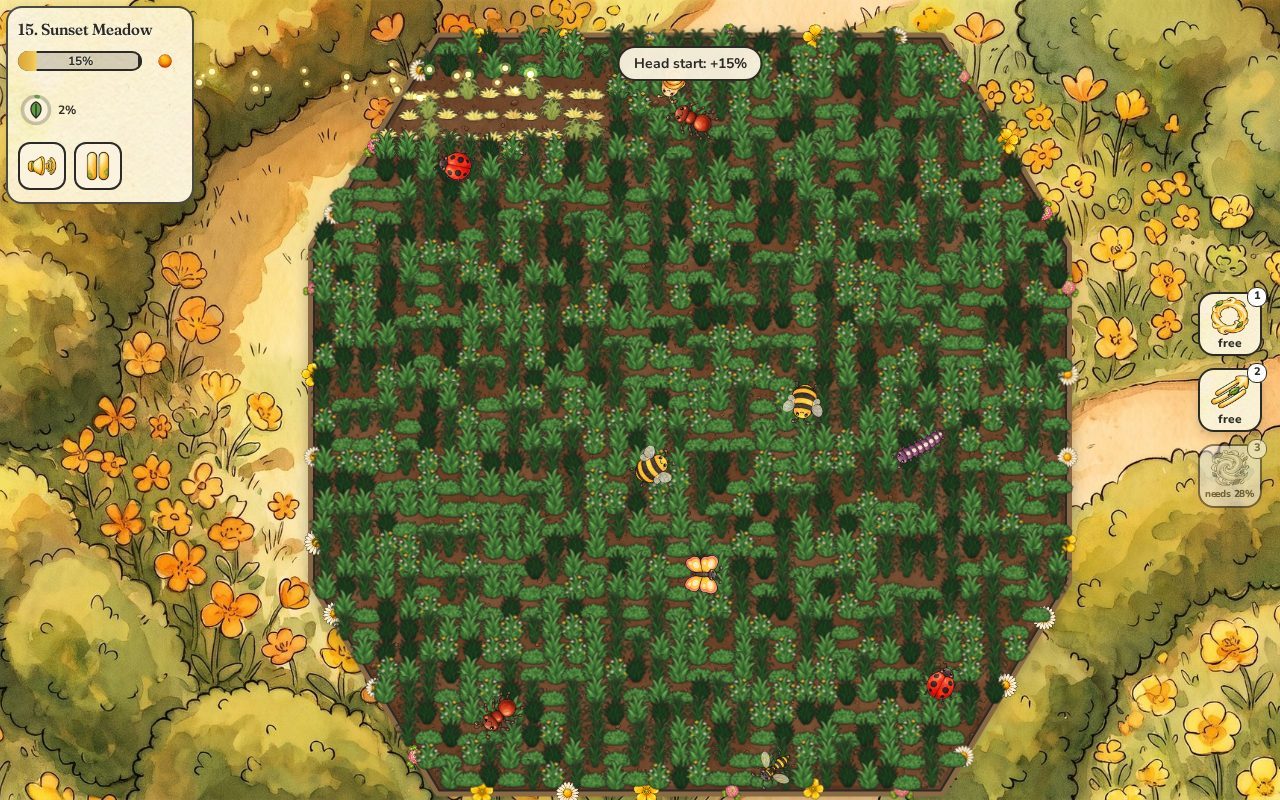 15. Sunset Meadow
15%
2%
Head start: +15%
1
free
2
free
3
needs 28%